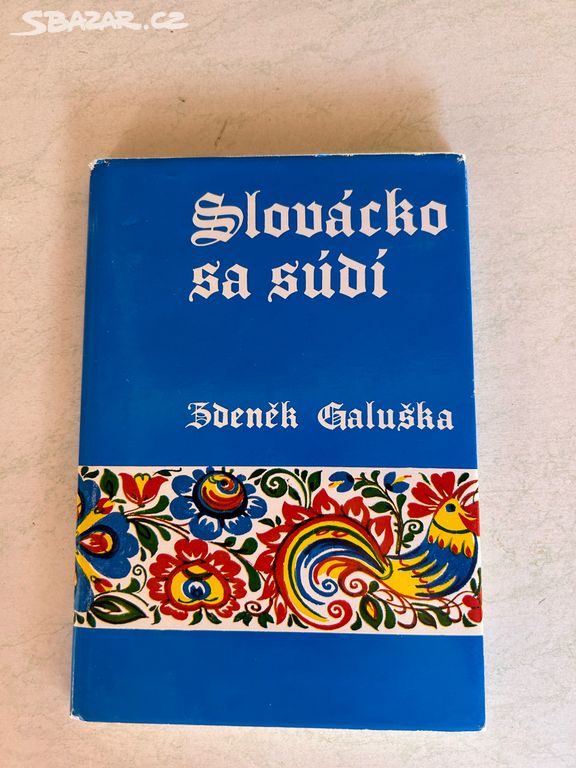 SBAZAR.CZ
Slovácko
sa súdí
Zdeněk Galuška